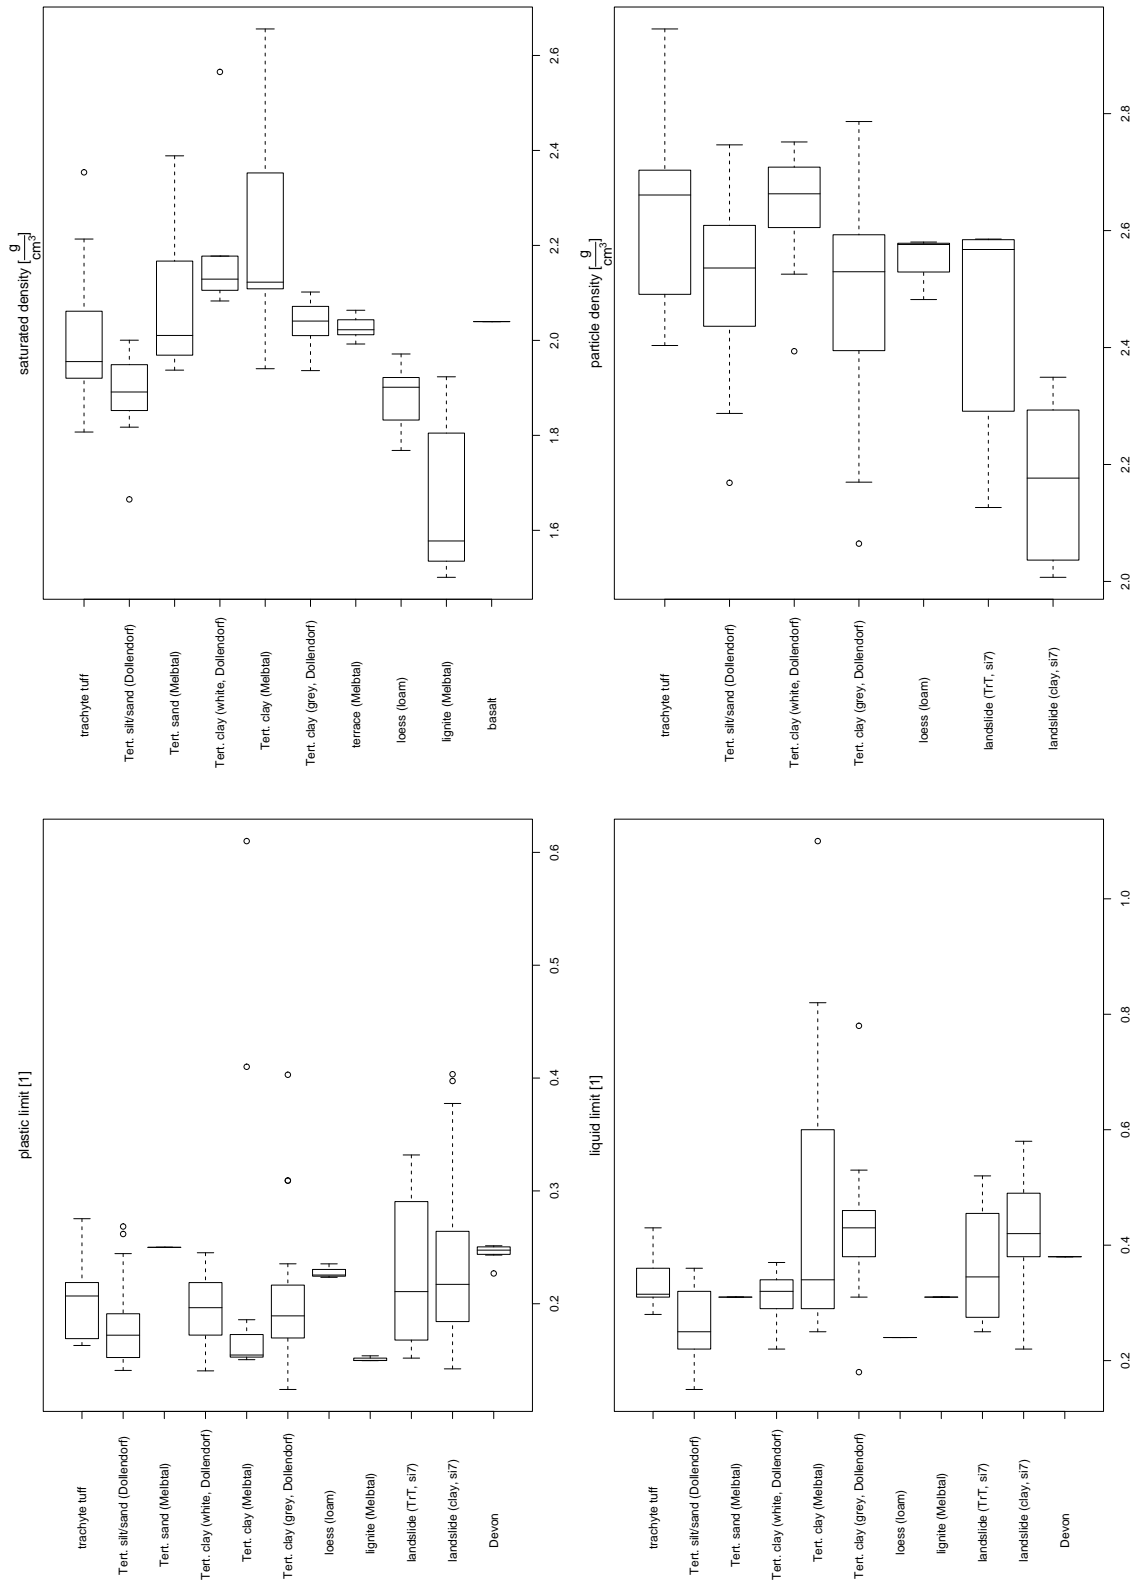 saturated density [g/cm³]
2.6
2.4
2.2
2.0
1.8
1.6
trachyte tuff
Tert. silt/sand (Dollendorf)
Tert. sand (Melbtal)
Tert. clay (white, Dollendorf)
Tert. clay (Melbtal)
Tert. clay (grey, Dollendorf)
terrace (Melbtal)
loess (loam)
lignite (Melbtal)
basalt
particle density [g/cm³]
2.8
2.6
2.4
2.2
2.0
trachyte tuff
Tert. silt/sand (Dollendorf)
Tert. clay (white, Dollendorf)
Tert. clay (grey, Dollendorf)
loess (loam)
landslide (TrT, si7)
landslide (clay, si7)
plastic limit [1]
0.6
0.5
0.4
0.3
0.2
trachyte tuff
Tert. silt/sand (Dollendorf)
Tert. sand (Melbtal)
Tert. clay (white, Dollendorf)
Tert. clay (Melbtal)
Tert. clay (grey, Dollendorf)
loess (loam)
lignite (Melbtal)
landslide (TrT, si7)
landslide (clay, si7)
Devon
liquid limit [1]
1.0
0.8
0.6
0.4
0.2
trachyte tuff
Tert. silt/sand (Dollendorf)
Tert. sand (Melbtal)
Tert. clay (white, Dollendorf)
Tert. clay (Melbtal)
Tert. clay (grey, Dollendorf)
loess (loam)
lignite (Melbtal)
landslide (TrT, si7)
landslide (clay, si7)
Devon